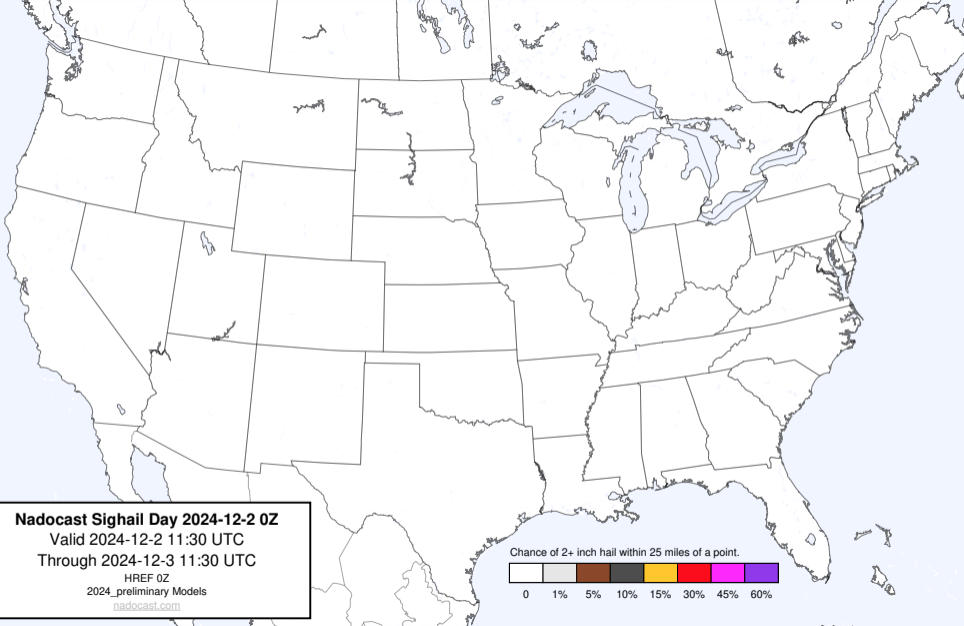 Nadocast Sighail Day 2024-12-2 0Z
Valid 2024-12-2 11:30 UTC
Through 2024-12-3 11:30 UTC
HREF 0Z
2024_preliminary Models
nadocast.com
Chance of 2+ inch hail within 25 miles of a point.
0 1% 5% 10% 15% 30% 45% 60%